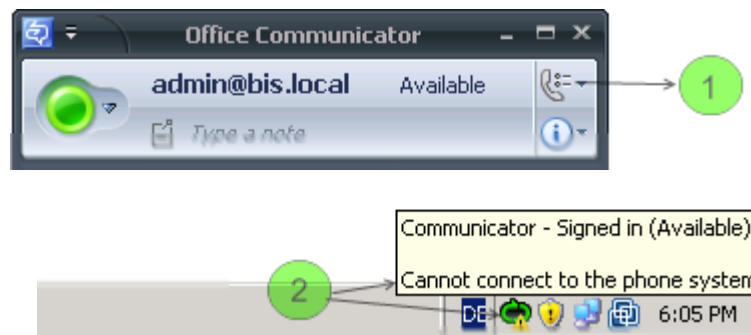 Office Communicator
admin@bis.local Available
Type a note
1
Communicator - Signed in (Available)
Cannot connect to the phone system
2
DE 6:05 PM